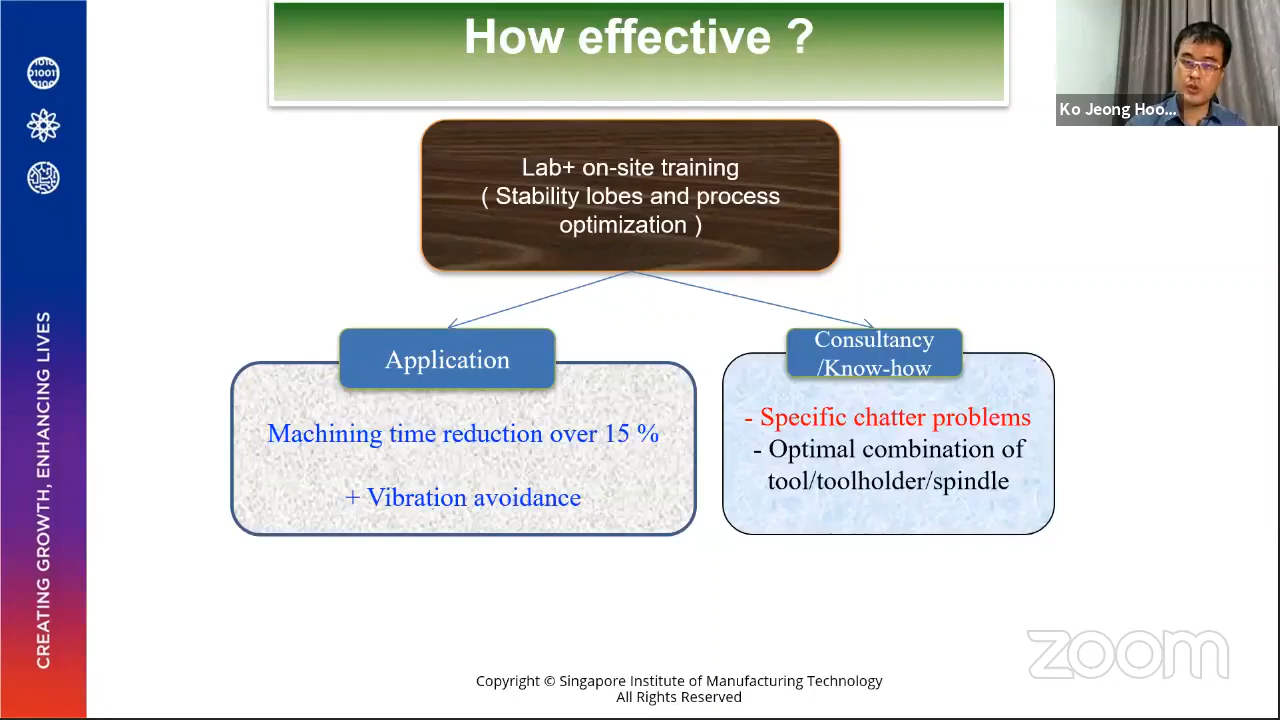 How effective ?
Ko Jeong Hoo...
Lab+ on-site training
( Stability lobes and process
optimization )
Application
Machining time reduction over 15 %
+ Vibration avoidance
Consultancy
/Know-how
- Specific chatter problems
- Optimal combination of
tool/toolholder/spindle
CREATING GROWTH, ENHANCING LIVES
zoom
Copyright © Singapore Institute of Manufacturing Technology
All Rights Reserved